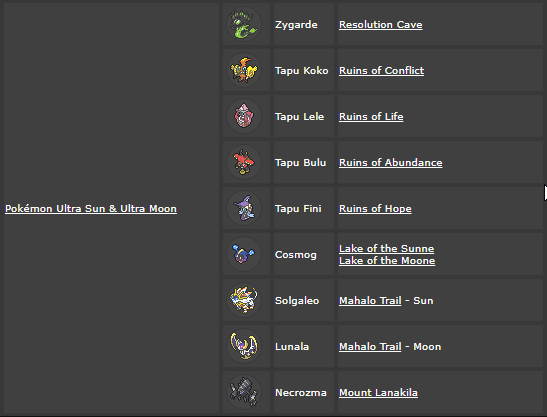 Zygarde Resolution Cave
Tapu Koko Ruins of Conflict
Tapu Lele Ruins of Life
Tapu Bulu Ruins of Abundance
Pokémon Ultra Sun & Ultra Moon Tapu Fini Ruins of Hope
Cosmog Lake of the Sunne
Lake of the Moone
Solgaleo Mahalo Trail - Sun
Lunala Mahalo Trail - Moon
Necrozma Mount Lanakila